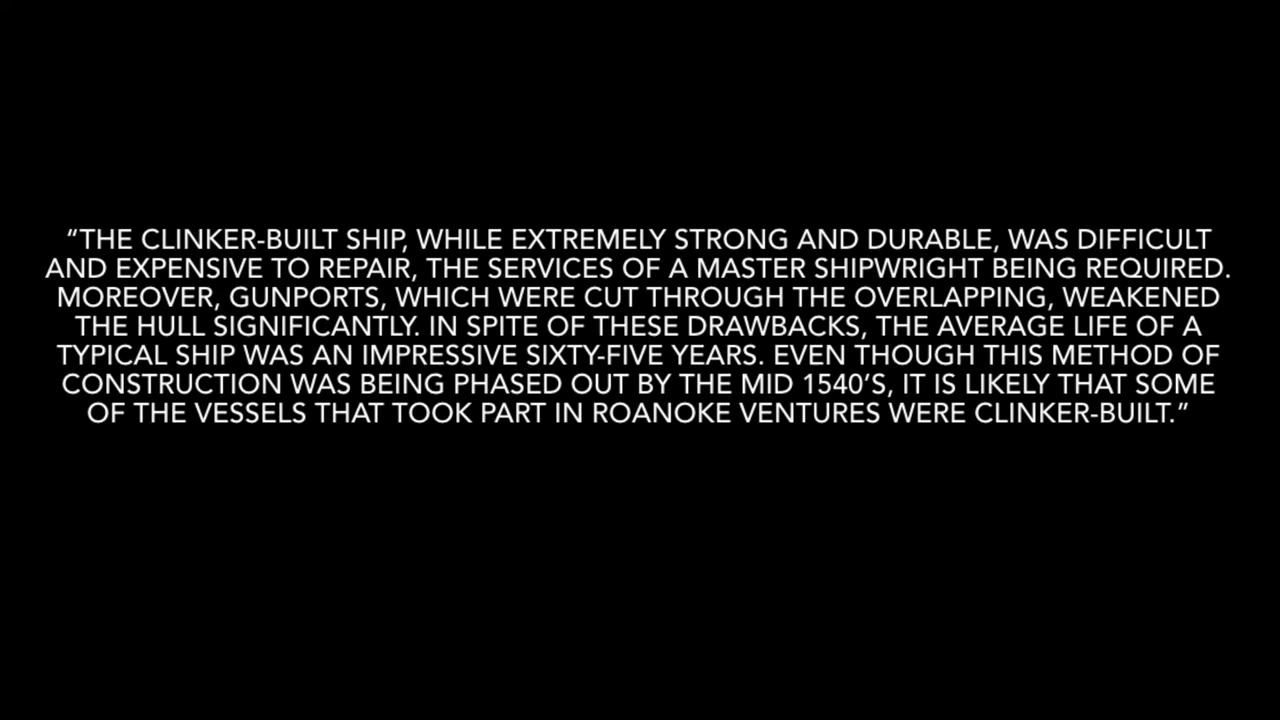 “THE CLINKER-BUILT SHIP, WHILE EXTREMELY STRONG AND DURABLE, WAS DIFFICULT
AND EXPENSIVE TO REPAIR, THE SERVICES OF A MASTER SHIPWRIGHT BEING REQUIRED.
MOREOVER, GUNPORTS, WHICH WERE CUT THROUGH THE OVERLAPPING, WEAKENED
THE HULL SIGNIFICANTLY. IN SPITE OF THESE DRAWBACKS, THE AVERAGE LIFE OF A
TYPICAL SHIP WAS AN IMPRESSIVE SIXTY-FIVE YEARS. EVEN THOUGH THIS METHOD OF
CONSTRUCTION WAS BEING PHASED OUT BY THE MID 1540’S, IT IS LIKELY THAT SOME
OF THE VESSELS THAT TOOK PART IN ROANOKE VENTURES WERE CLINKER-BUILT.”